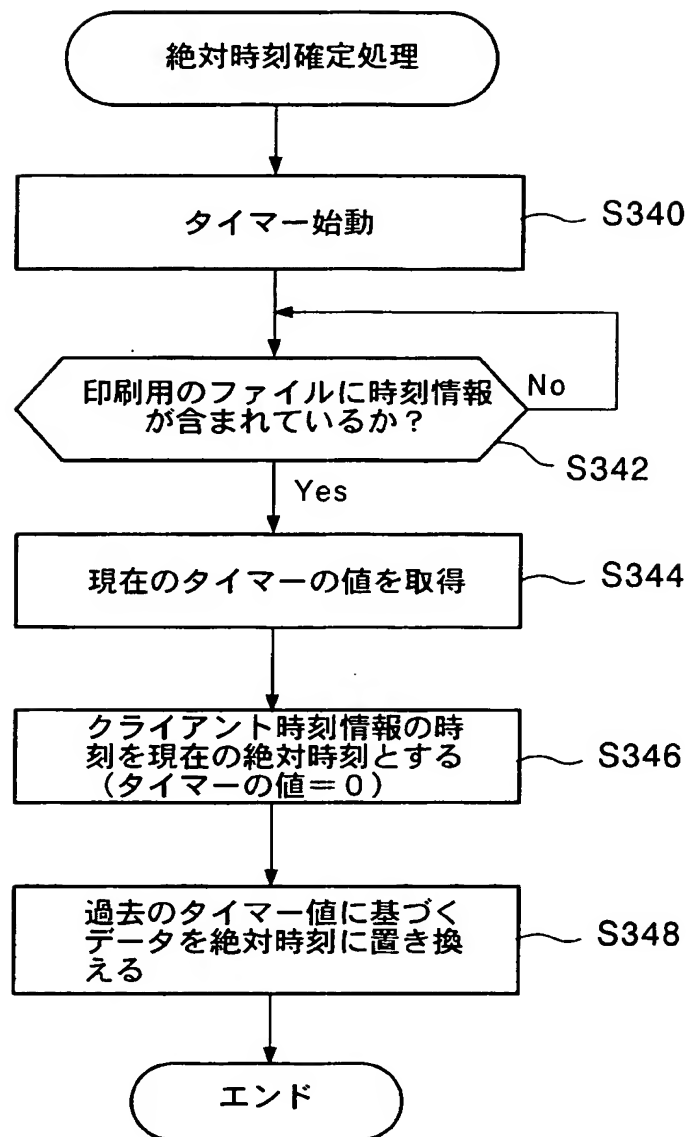 絶対時刻確定処理
タイマー始動
S340
印刷用のファイルに時刻情報
が含まれているか?
No
S342
Yes
現在のタイマーの値を取得
S344
クライアント時刻情報の時
刻を現在の絶対時刻とする
(タイマーの値=0)
S346
過去のタイマー値に基づく
データを絶対時刻に置き換
える
S348
エンド